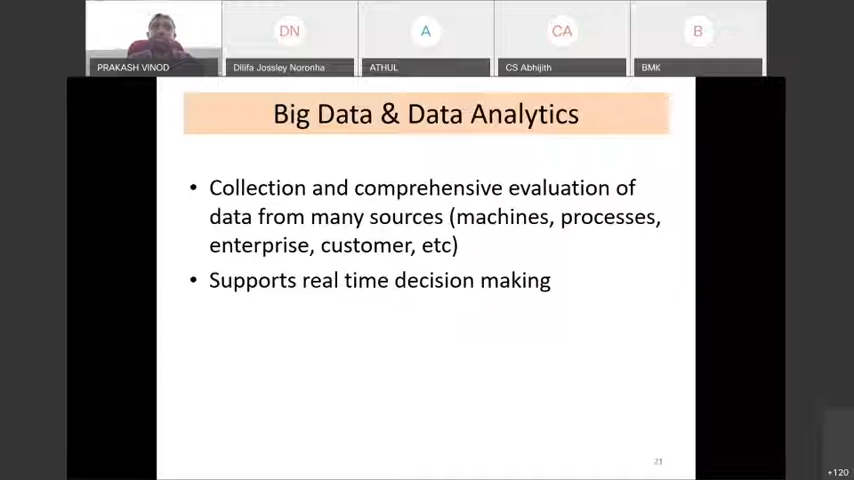 DN
A
CA
B
PRAKASH VINOD
Dilifa Jossley Noronha
ATHUL
CS Abhijith
BMK
Big Data & Data Analytics
• Collection and comprehensive evaluation of
data from many sources (machines, processes,
enterprise, customer, etc)
• Supports real time decision making
21
+120